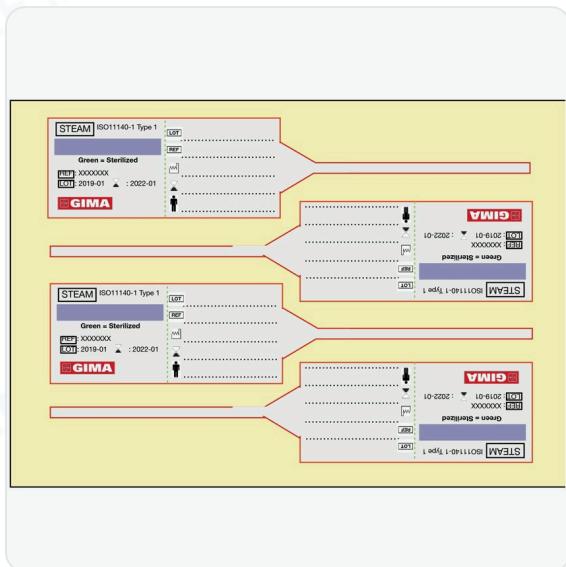 STEAM ISO11140-1 Type 1
Green = Sterilized
REF: XXXXXXX
LOT: 2019-01 : 2022-01
GIMA
LOT
REF
STEAM ISO11140-1 Type 1
Green = Sterilized
REF: XXXXXXX
LOT: 2019-01 : 2022-01
GIMA
LOT
REF
STEAM ISO11140-1 Type 1
Green = Sterilized
REF: XXXXXXX
LOT: 2019-01 : 2022-01
GIMA
LOT
REF
STEAM ISO11140-1 Type 1
Green = Sterilized
REF: XXXXXXX
LOT: 2019-01 : 2022-01
GIMA
LOT
REF